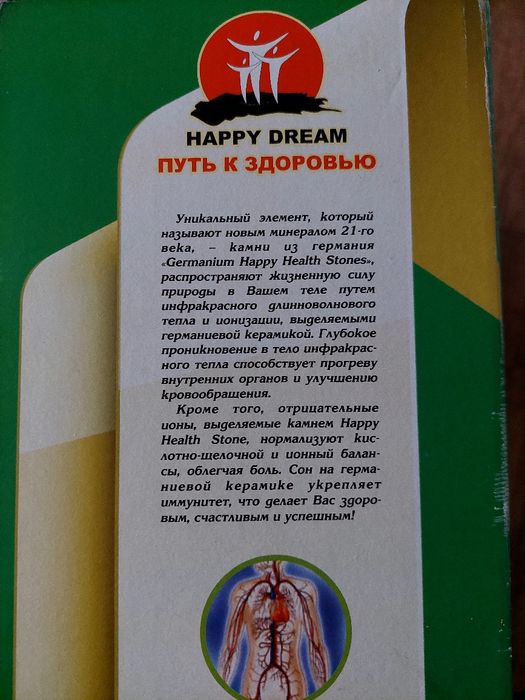 HAPPY DREAM
ПУТЬ К ЗДОРОВЬЮ
Уникальный элемент, который
называют новым минералом 21-го
века, – камни из германия
«Germanium Happy Health Stones»,
распространяют жизненную силу
природы в Вашем теле путем
инфракрасного длинноволнового
тепла и ионизации, выделяемыми
германиевой керамикой. Глубокое
проникновение в тело инфракрас-
ного тепла способствует прогреву
внутренних органов и улучшению
кровообращения.
Кроме того, отрицательные
ионы, выделяемые камнем Happy
Health Stone, нормализуют кис-
лотно-щелочной и ионный балан-
сы, облегчая боль. Сон на герма-
ниевой керамике укрепляет
иммунитет, что делает Вас здоро-
вым, счастливым и успешным!